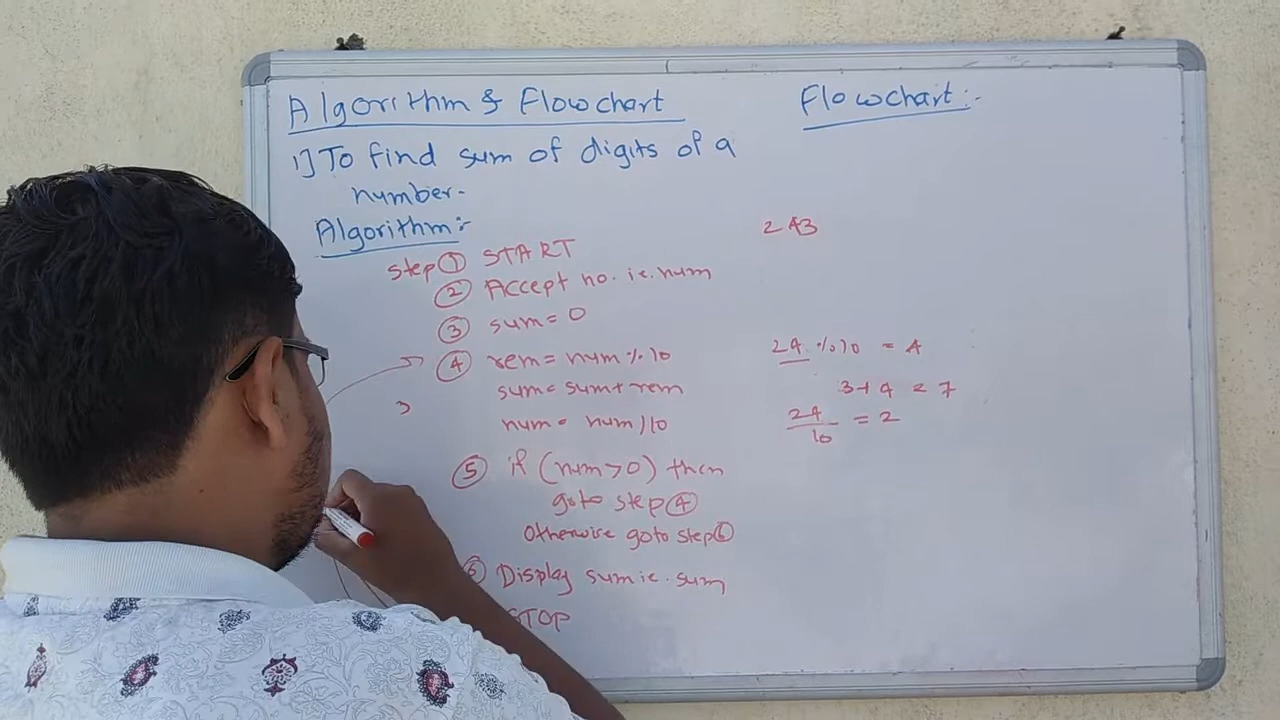 Algorithm & Flowchart
1] To find sum of digits of a
number.
Algorithm:-
Step ① START
② Accept no. i.e. num
③ sum = 0
④ rem = num % 10
sum = sum + rem
num = num / 10
⑤ if (num > 0) then
goto step ④
Otherwise goto step ⑥
⑥ Display sum ie. sum
STOP
Flowchart:-
243
24 % 10 = 4
3 + 4 = 7
24
10 = 2